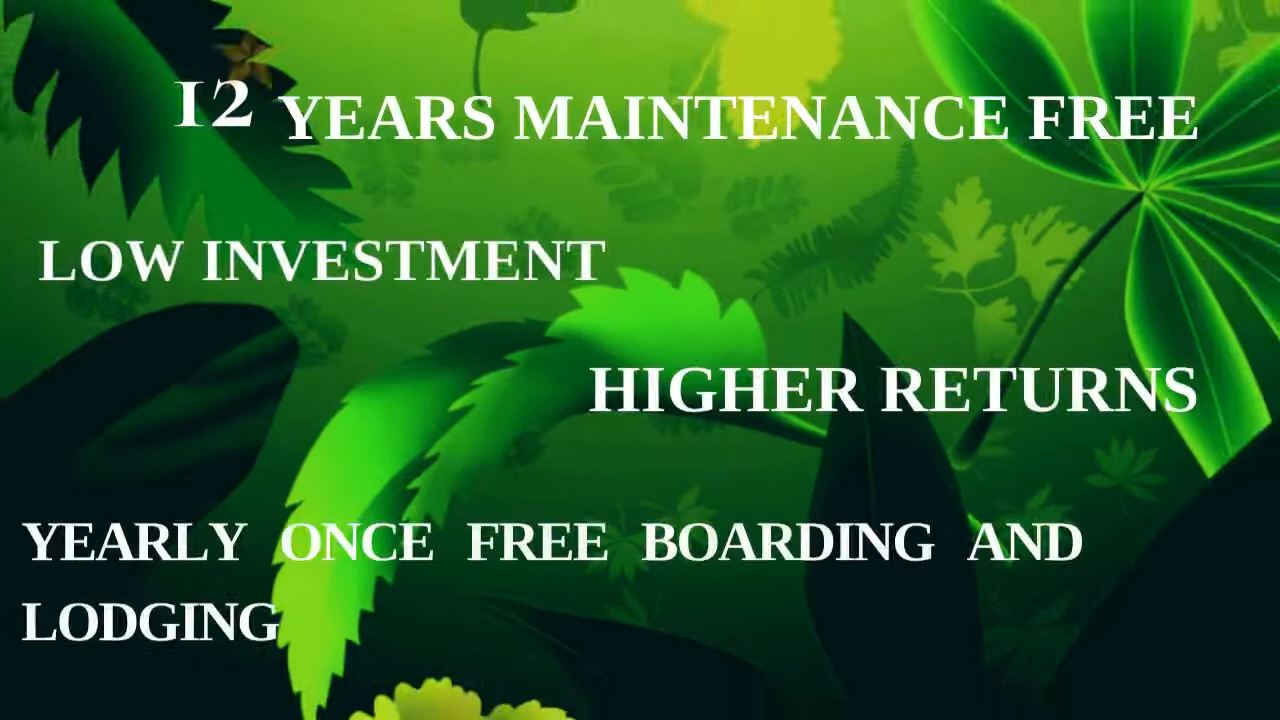 12 YEARS MAINTENANCE FREE
LOW INVESTMENT
HIGHER RETURNS
YEARLY ONCE FREE BOARDING AND
LODGING